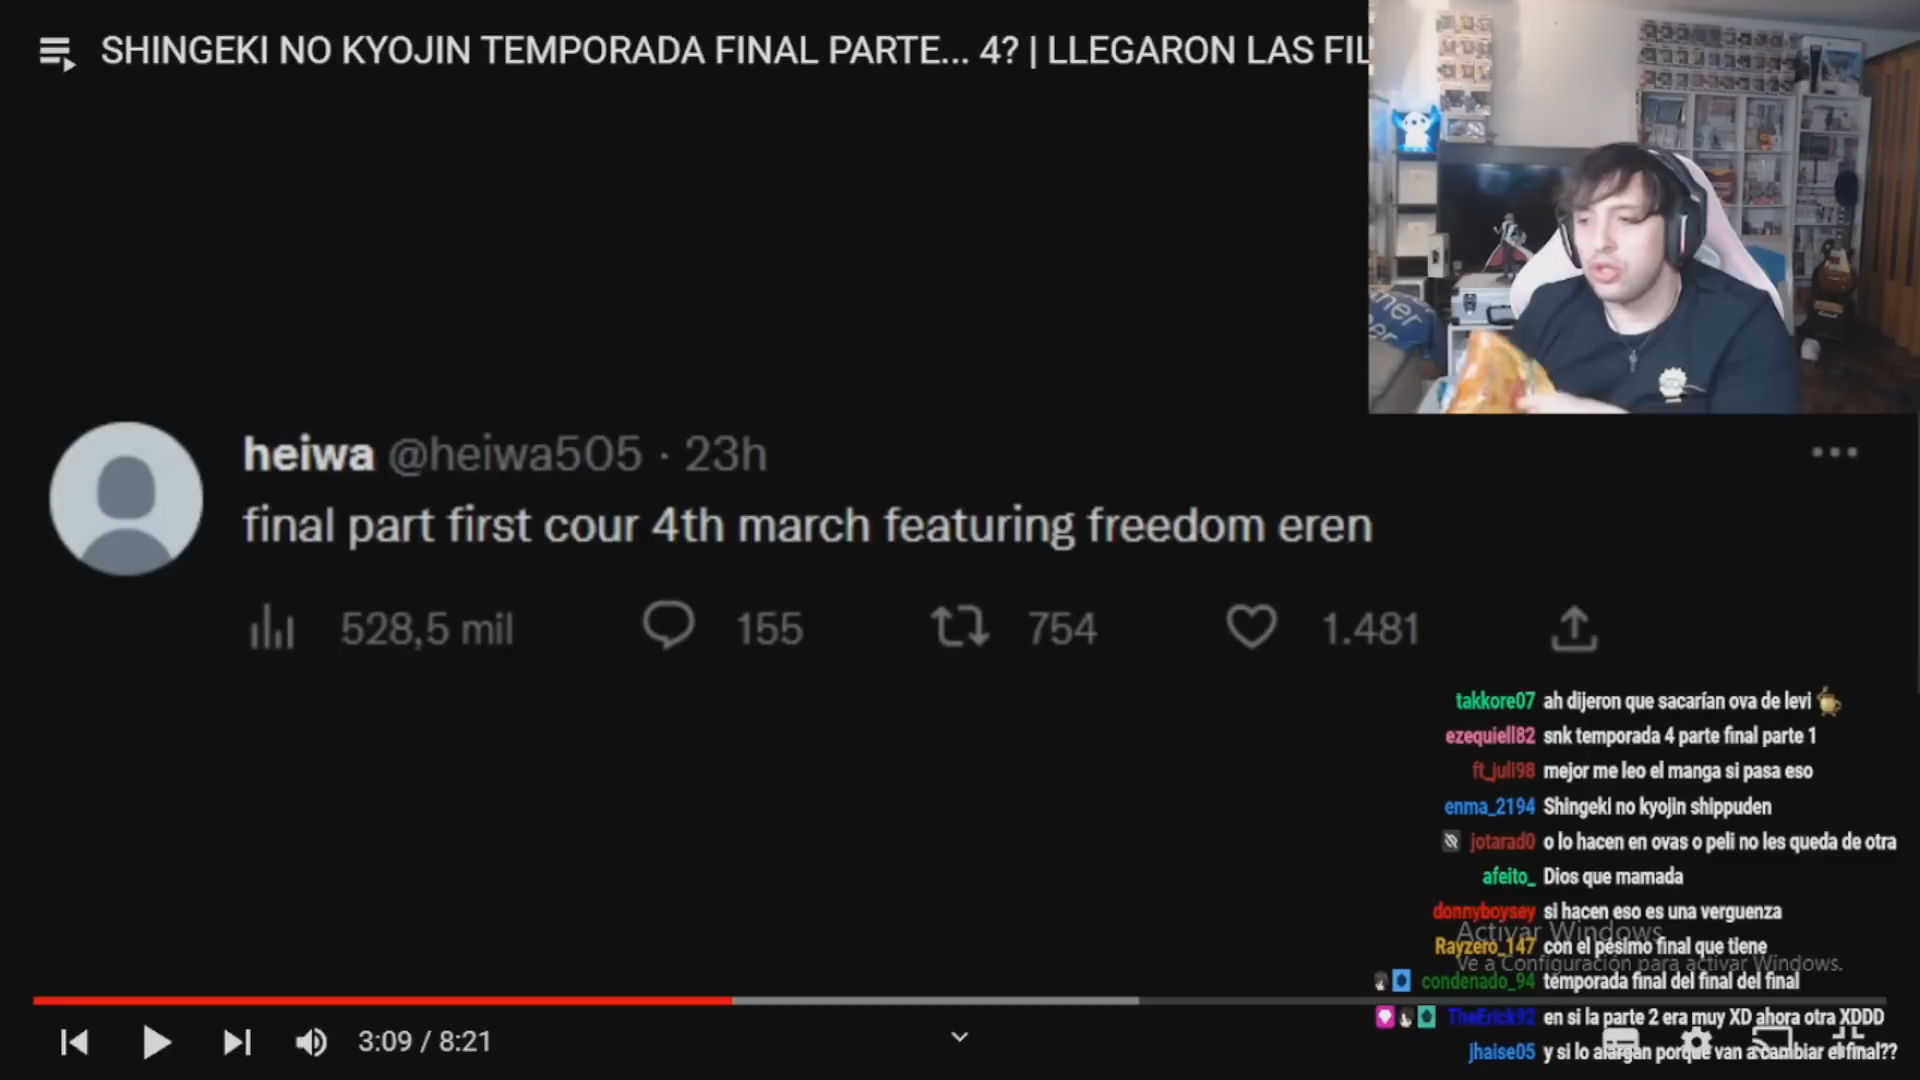 SHINGEKI NO KYOJIN TEMPORADA FINAL PARTE... 4? | LLEGARON LAS FIL
ner
er
heiwa @heiwa505 · 23h
final part first cour 4th march featuring freedom eren
528,5 mil 155 754 1.481
takkore07 ah dijeron que sacarían ova de levi
ezequiell82 snk temporada 4 parte final parte 1
ft_juli98 mejor me leo el manga si pasa eso
enma_2194 Shingeki no kyojin shippuden
jotarad0 o lo hacen en ovas o peli no les queda de otra
afeito_ Dios que mamada
donnyboysey si hacen eso es una verguenza
Activar Windows
Rayzero_147 con el pésimo final que tiene
Ve a Configuración para activar Windows.
condenado_94 temporada final del final del final
TheErick92 en si la parte 2 era muy XD ahora otra XDDD
jhaise05 y si lo alargan porque van a cambiar el final??
3:09 / 8:21